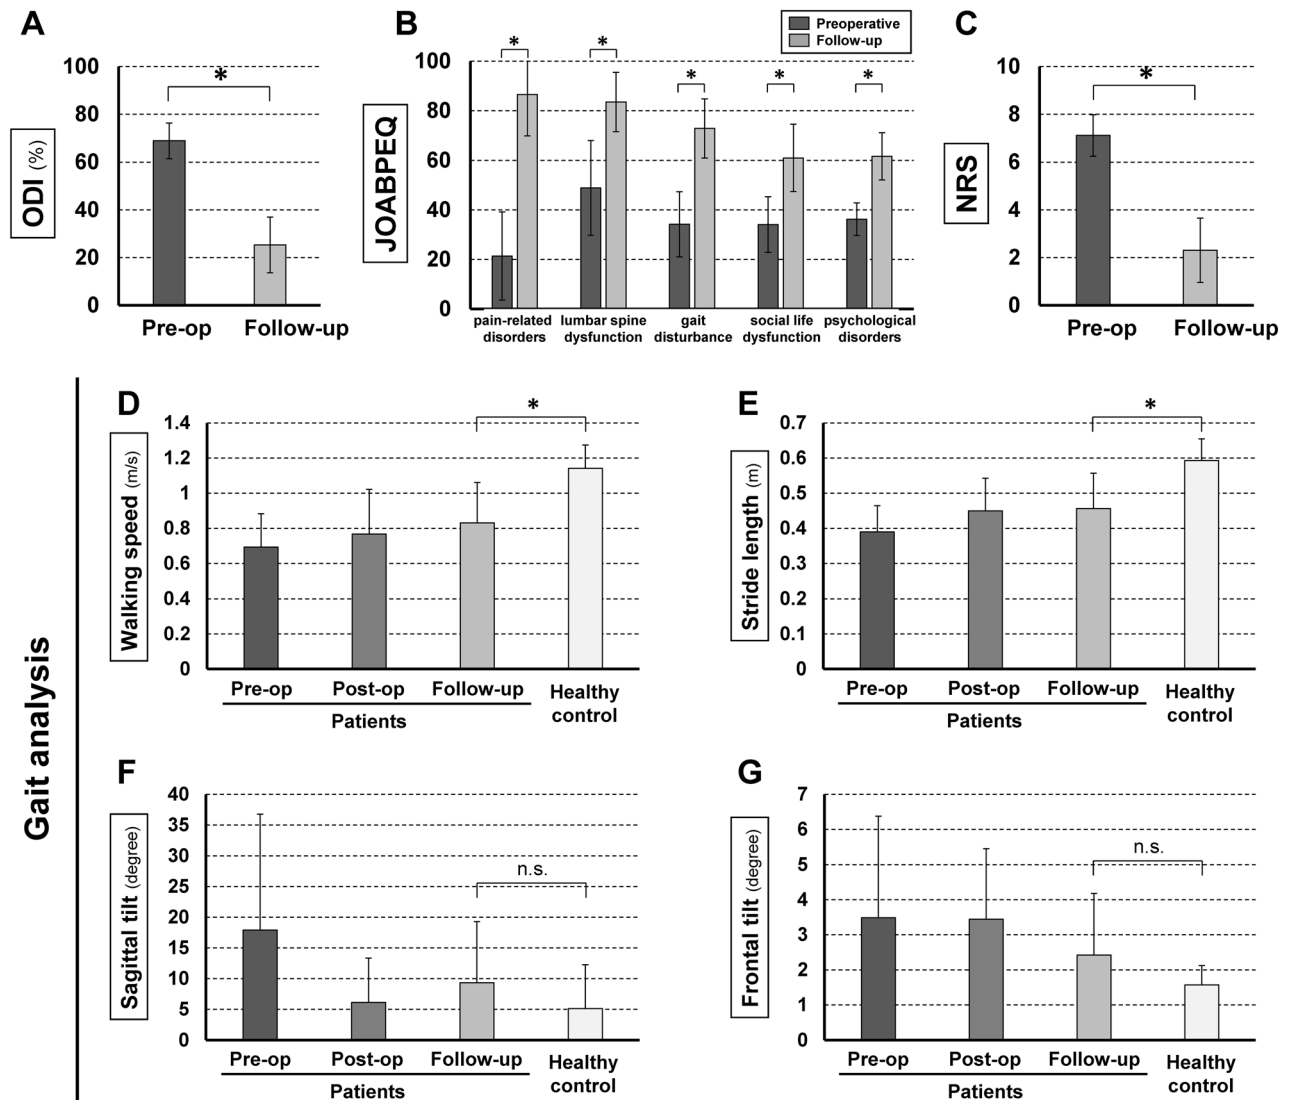 A
100
80
60
40
20
0
ODI (%)
*
Pre-op Follow-up
B
Preoperative
Follow-up
100
80
60
40
20
0
JOABPEQ
* * * * *
pain-related disorders
lumbar spine dysfunction
gait disturbance
social life dysfunction
psychological disorders
C
10
8
6
4
2
0
NRS
*
Pre-op Follow-up
Gait analysis
D
1.4
1.2
1
0.8
0.6
0.4
0.2
0
Walking speed (m/s)
*
Pre-op Post-op Follow-up Healthy
control
Patients
E
0.7
0.6
0.5
0.4
0.3
0.2
0.1
0
Stride length (m)
*
Pre-op Post-op Follow-up Healthy
control
Patients
F
40
35
30
25
20
15
10
5
0
Sagittal tilt (degree)
n.s.
Pre-op Post-op Follow-up Healthy
control
Patients
G
7
6
5
4
3
2
1
0
Frontal tilt (degree)
n.s.
Pre-op Post-op Follow-up Healthy
control
Patients